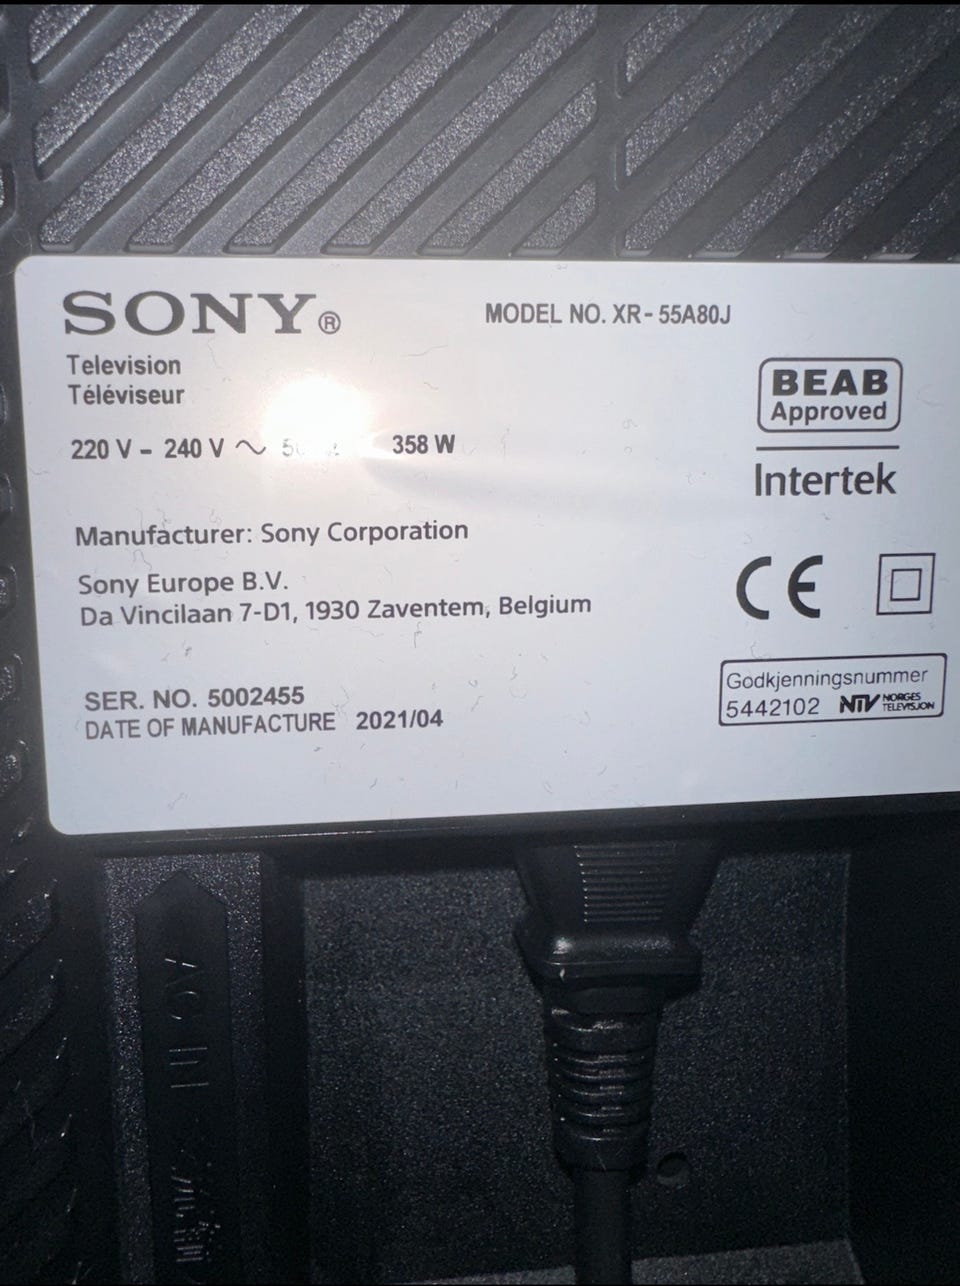 SONY®
MODEL NO. XR-55A80J
Television
Téléviseur
BEAB
Approved
220 V - 240 V ~ 358 W
Intertek
Manufacturer: Sony Corporation
Sony Europe B.V.
Da Vincilaan 7-D1, 1930 Zaventem, Belgium
CE
SER. NO. 5002455
DATE OF MANUFACTURE 2021/04
Godkjenningsnummer
5442102 NTV NORGES
TELEVISJON
AC IN